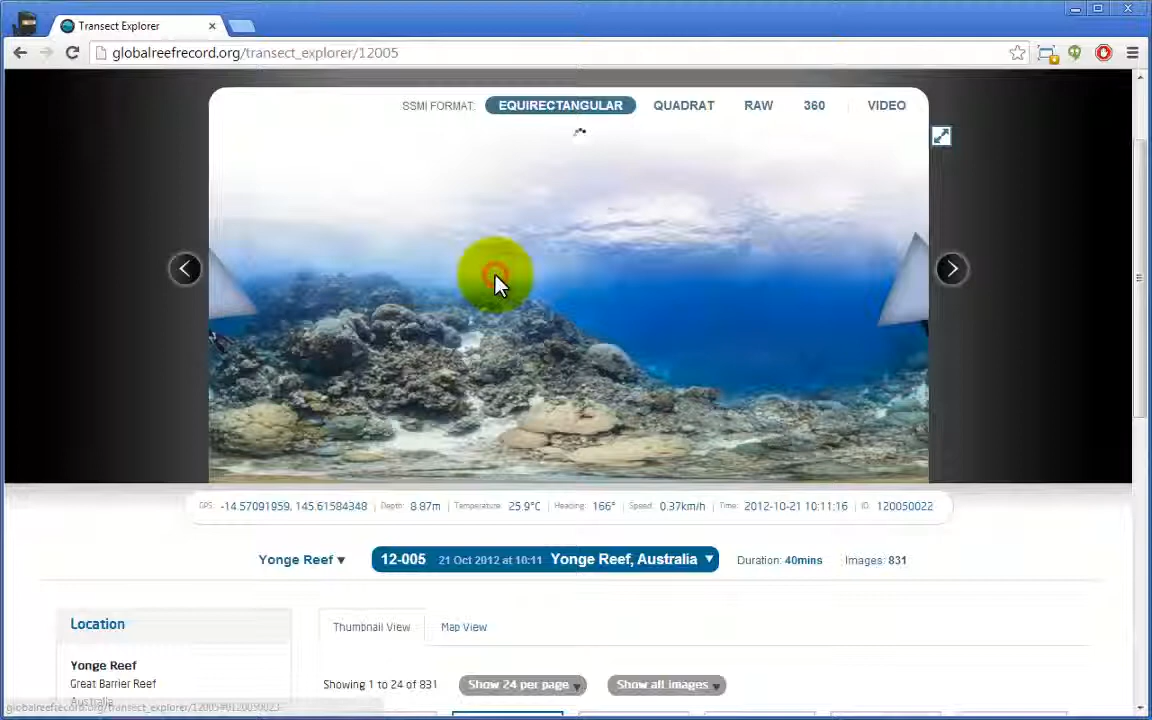 Transect Explorer
globalreefrecord.org/transect_explorer/12005
SSMI FORMAT: EQUIRECTANGULAR QUADRAT RAW 360 VIDEO
GPS: -14.57091959, 145.61584348 | Depth: 8.87m | Temperature: 25.9°C | Heading: 166° | Speed: 0.37km/h | Time: 2012-10-21 10:11:16 | ID: 120050022
Yonge Reef 12-005 21 Oct 2012 at 10:11 Yonge Reef, Australia Duration: 40mins Images: 831
Location
Thumbnail View Map View
Yonge Reef
Great Barrier Reef
Australia
Showing 1 to 24 of 831 Show 24 per page Show all images